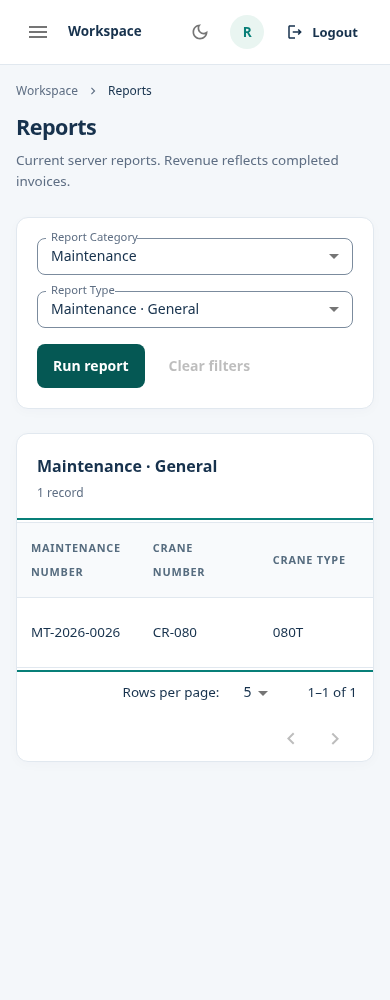 Workspace
R
Logout
Workspace
Reports
Reports
Current server reports. Revenue reflects completed
invoices.
Report Category
Maintenance
Report Type
Maintenance · General
Run report
Clear filters
Maintenance · General
1 record
MAINTENANCE
NUMBER
CRANE
NUMBER
CRANE TYPE
MT-2026-0026
CR-080
080T
Rows per page:
5
1–1 of 1